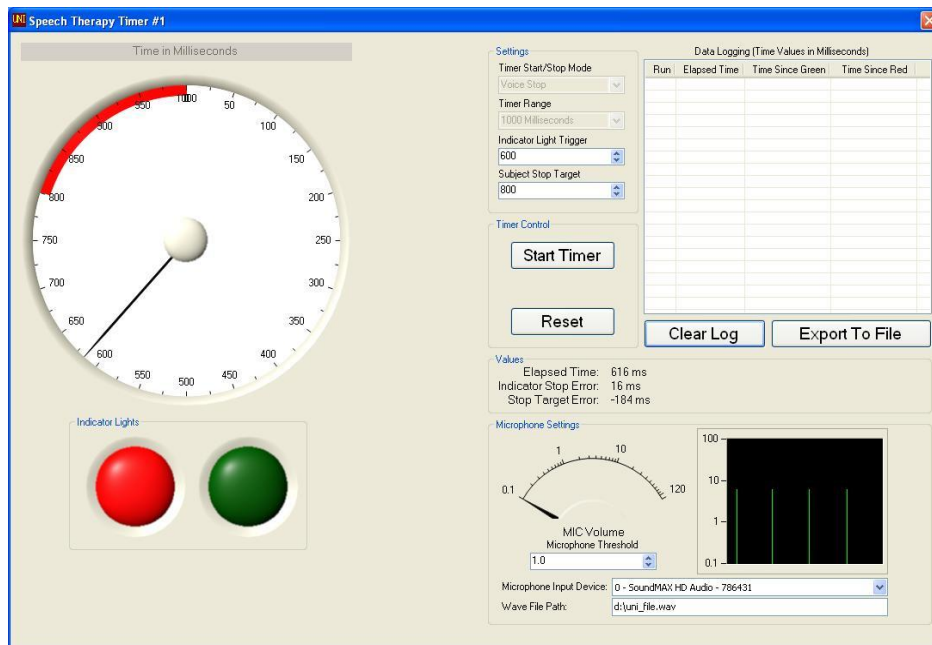 UNI Speech Therapy Timer #1
Time in Milliseconds
50
100
150
200
250
300
350
400
450
500
550
600
650
700
750
800
850
900
950
Settings
Timer Start/Stop Mode
Voice Stop
Timer Range
1000 Milliseconds
Indicator Light Trigger
600
Subject Stop Target
800
Data Logging (Time Values in Milliseconds)
Run Elapsed Time Time Since Green Time Since Red
Timer Control
Start Timer
Reset
Clear Log Export To File
Values
Elapsed Time: 616 ms
Indicator Stop Error: 16 ms
Stop Target Error: -184 ms
Indicator Lights
Microphone Settings
0.1
1
10
120
MIC Volume
Microphone Threshold
1.0
100
10
1
0.1
Microphone Input Device: 0 - SoundMAX HD Audio - 786431
Wave File Path: d:\uni_file.wav